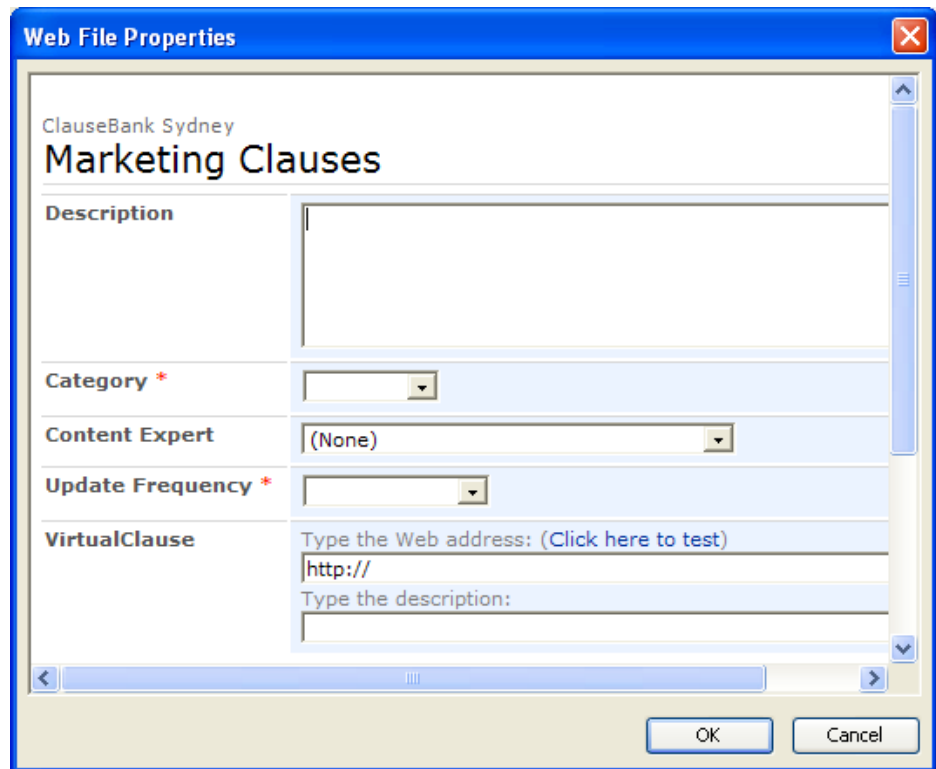 Web File Properties
ClauseBank Sydney
Marketing Clauses
Description
Category *
Content Expert (None)
Update Frequency *
VirtualClause Type the Web address: (Click here to test)
http://
Type the description:
OK Cancel